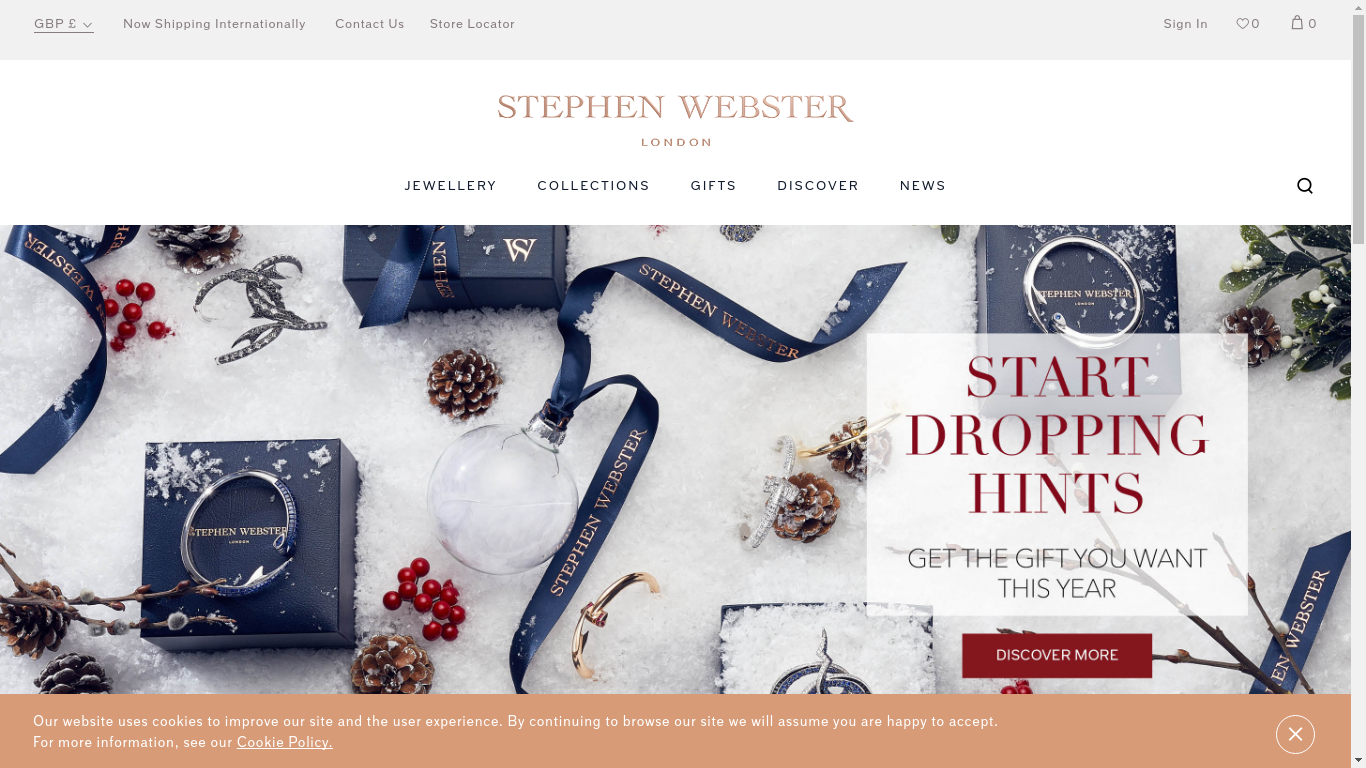 GBP £
Now Shipping Internationally
Contact Us
Store Locator
Sign In
0
0
STEPHEN WEBSTER
LONDON
JEWELLERY
COLLECTIONS
GIFTS
DISCOVER
NEWS
WEBSTER
STEPHEN
W
STEPHEN WEBSTER
STEPHEN WEBSTER
LONDON
START
DROPPING
HINTS
GET THE GIFT YOU WANT
THIS YEAR
DISCOVER MORE
STEPHEN WEBSTER
LONDON
STEPHEN WEBSTER
WEBSTER
Our website uses cookies to improve our site and the user experience. By continuing to browse our site we will assume you are happy to accept.
For more information, see our Cookie Policy.